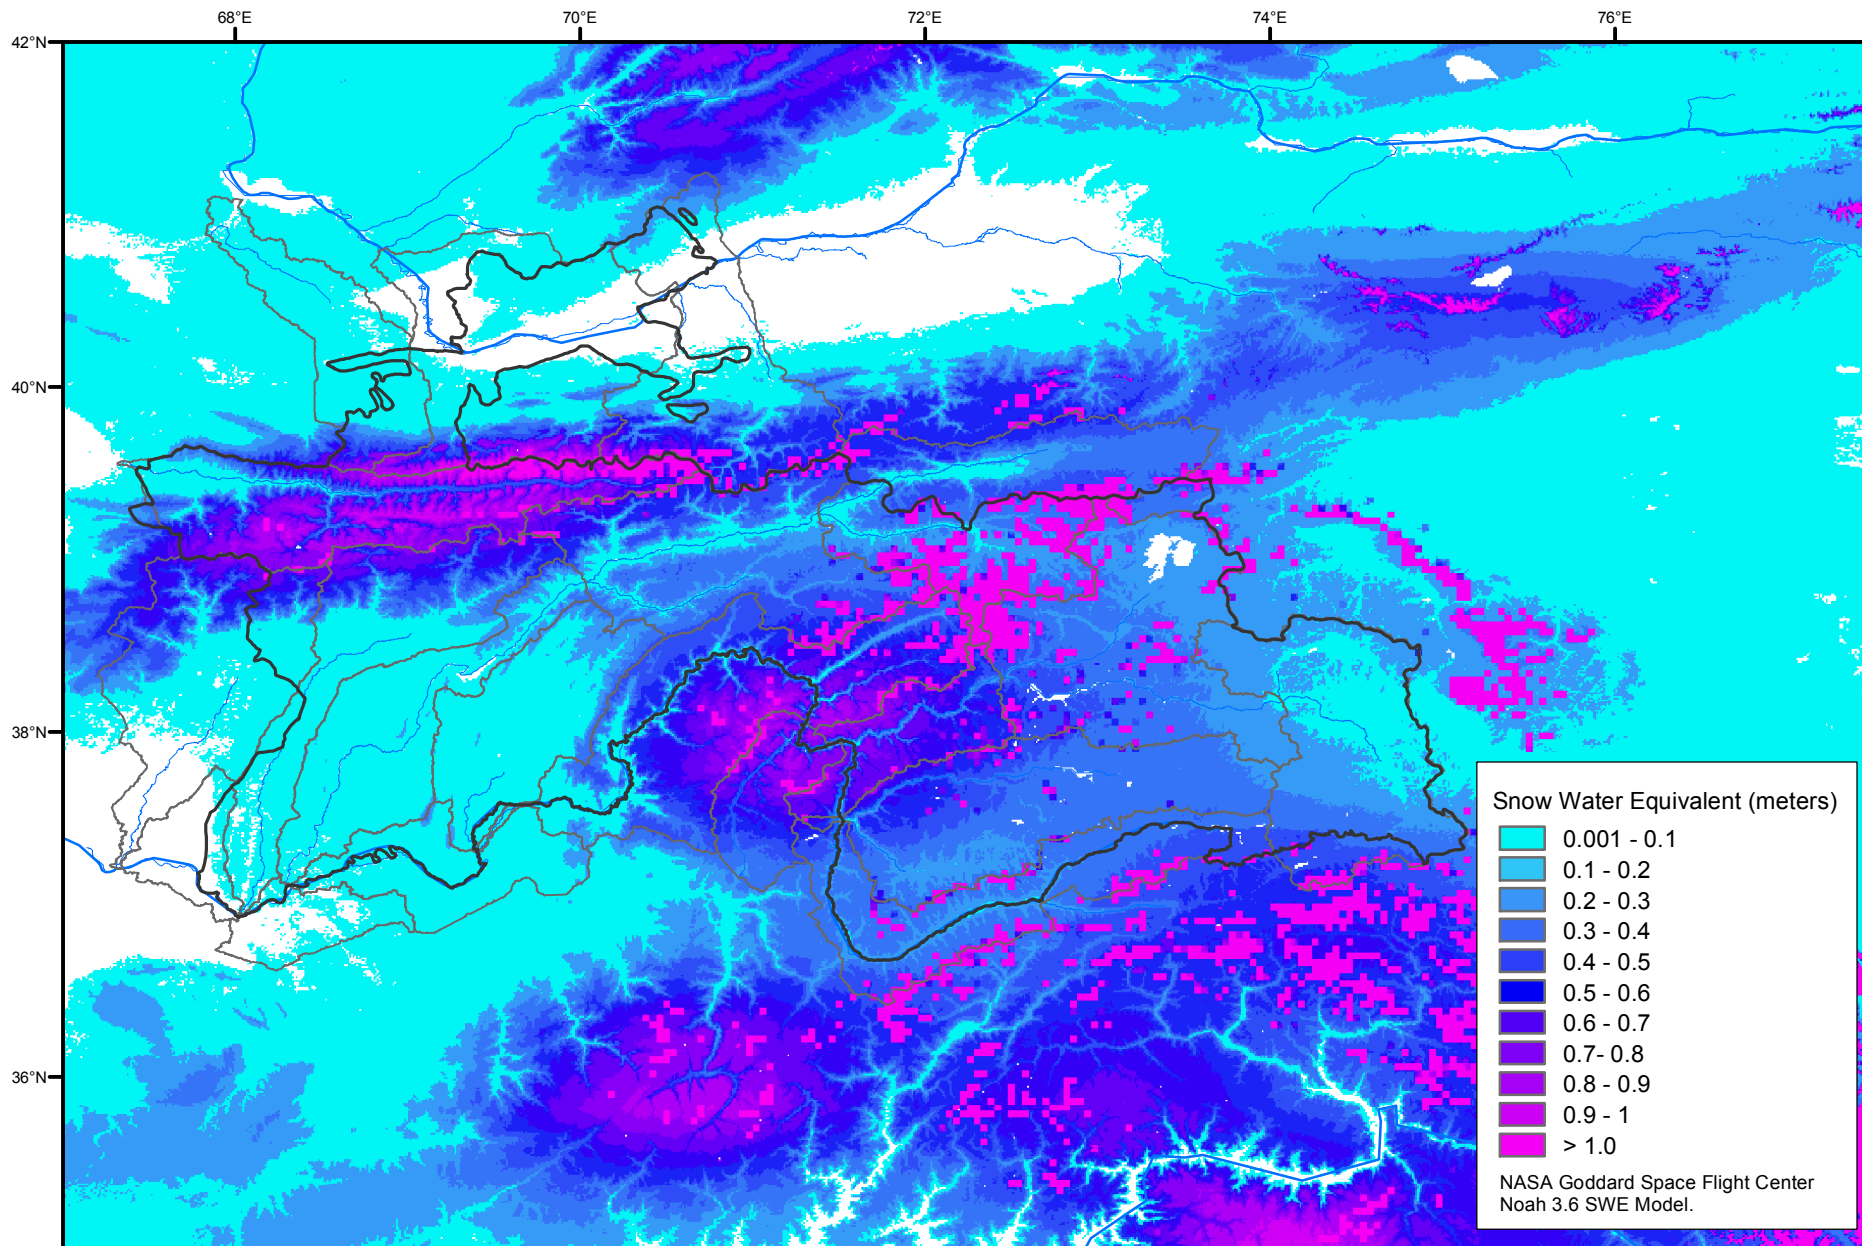 68°E 70°E 72°E 74°E 76°E
42°N
40°N
38°N
36°N
Snow Water Equivalent (meters)
0.001 - 0.1
0.1 - 0.2
0.2 - 0.3
0.3 - 0.4
0.4 - 0.5
0.5 - 0.6
0.6 - 0.7
0.7- 0.8
0.8 - 0.9
0.9 - 1
> 1.0
NASA Goddard Space Flight Center
Noah 3.6 SWE Model.